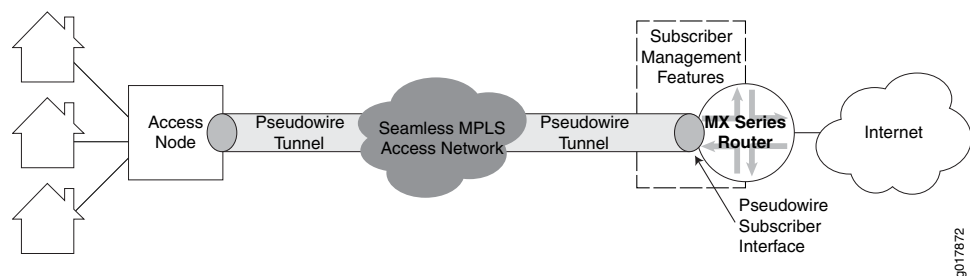 Subscriber
Management
Features
Access
Node
Pseudowire
Tunnel
Seamless MPLS
Access Network
Pseudowire
Tunnel
MX Series
Router
Internet
Pseudowire
Subscriber
Interface
g017872